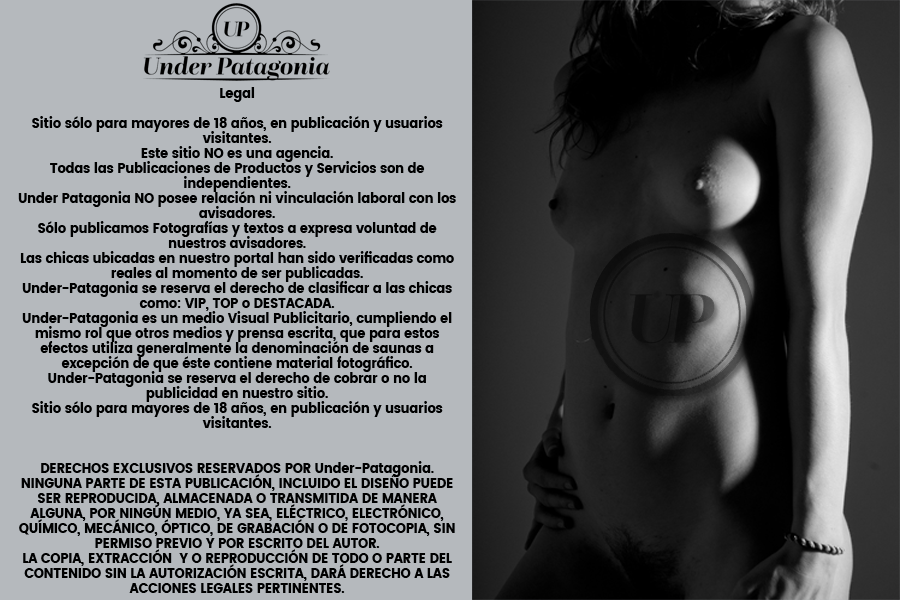 UP
Under Patagonia
Legal
Sitio sólo para mayores de 18 años, en publicación y usuarios
visitantes.
Este sitio NO es una agencia.
Todas las Publicaciones de Productos y Servicios son de
independientes.
Under Patagonia NO posee relación ni vinculación laboral con los
avisadores.
Sólo publicamos Fotografías y textos a expresa voluntad de
nuestros avisadores.
Las chicas ubicadas en nuestro portal han sido verificadas como
reales al momento de ser publicadas.
Under-Patagonia se reserva el derecho de clasificar a las chicas
como: VIP, TOP o DESTACADA.
Under-Patagonia es un medio Visual Publicitario, cumpliendo el
mismo rol que otros medios y prensa escrita, que para estos
efectos utiliza generalmente la denominación de saunas a
excepción de que éste contiene material fotográfico.
Under-Patagonia se reserva el derecho de cobrar o no la
publicidad en nuestro sitio.
Sitio sólo para mayores de 18 años, en publicación y usuarios
visitantes.
DERECHOS EXCLUSIVOS RESERVADOS POR Under-Patagonia.
NINGUNA PARTE DE ESTA PUBLICACIÓN, INCLUIDO EL DISEÑO PUEDE
SER REPRODUCIDA, ALMACENADA O TRANSMITIDA DE MANERA
ALGUNA, POR NINGÚN MEDIO, YA SEA, ELÉCTRICO, ELECTRÓNICO,
QUÍMICO, MECÁNICO, ÓPTICO, DE GRABACIÓN O DE FOTOCOPIA, SIN
PERMISO PREVIO Y POR ESCRITO DEL AUTOR.
LA COPIA, EXTRACCIÓN  Y O REPRODUCCIÓN DE TODO O PARTE DEL
CONTENIDO SIN LA AUTORIZACIÓN ESCRITA, DARÁ DERECHO A LAS
ACCIONES LEGALES PERTINENTES.
UP